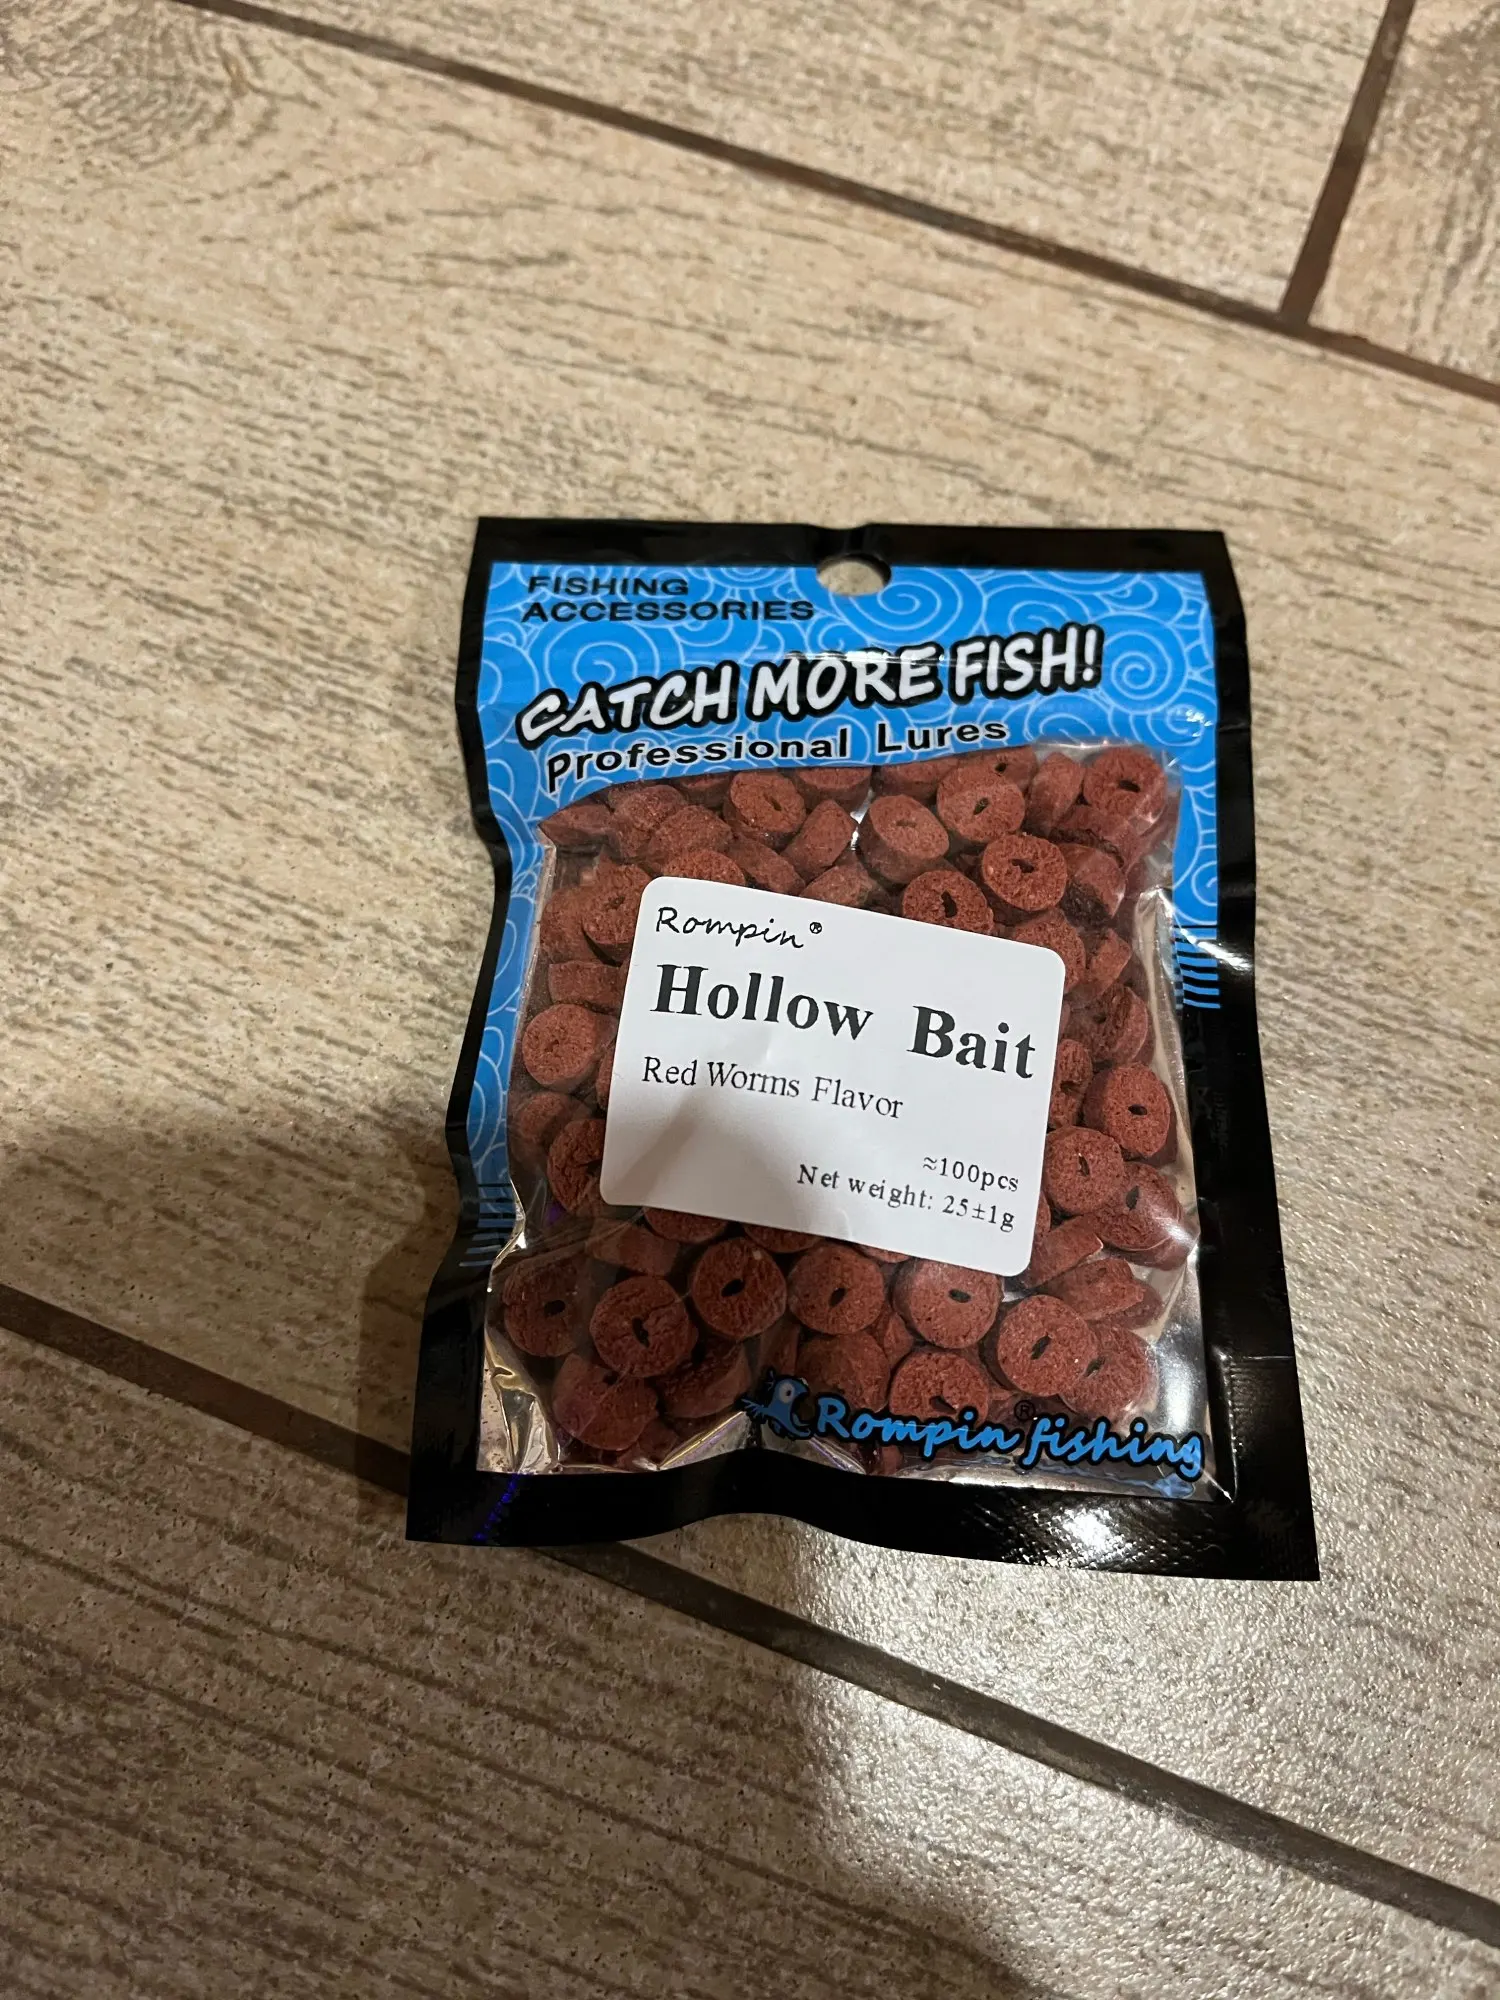 FISHING
ACCESSORIES
CATCH MORE FISH!
Professional Lures
Rompin®
Hollow Bait
Red Worms Flavor
≈100pcs
Net weight: 25±1g
Rompin® fishing